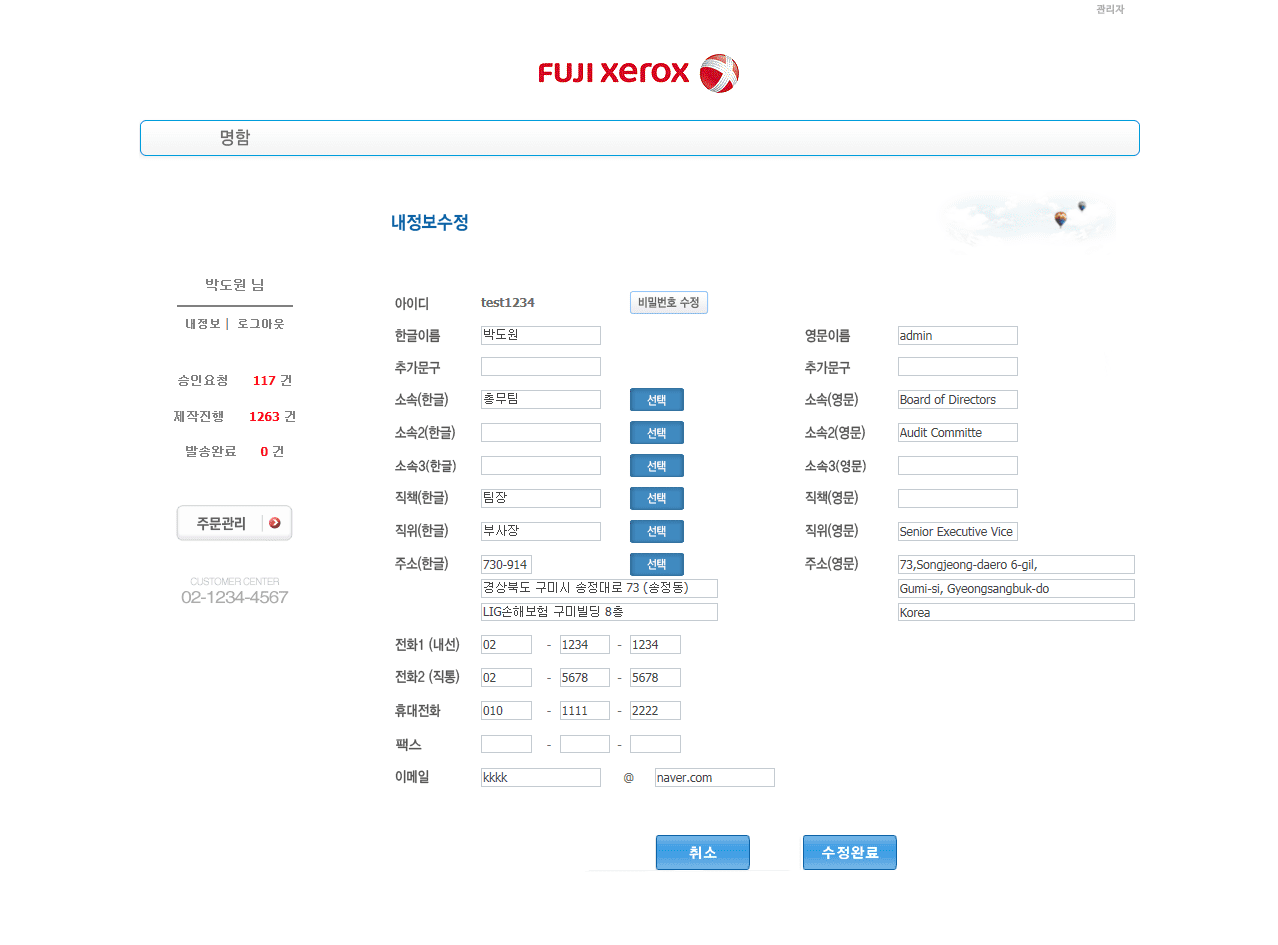 관리자
FUJI xerox
명함
내정보수정
박도원 님
내정보 | 로그아웃
승인요청 117 건
제작진행 1263 건
발송완료 0 건
주문관리
CUSTOMER CENTER
02-1234-4567
아이디 test1234 비밀번호 수정
한글이름 박도원 영문이름 admin
추가문구 추가문구
소속(한글) 총무팀 선택 소속(영문) Board of Directors
소속2(한글) 선택 소속2(영문) Audit Committe
소속3(한글) 선택 소속3(영문)
직책(한글) 팀장 선택 직책(영문)
직위(한글) 부사장 선택 직위(영문) Senior Executive Vice
주소(한글) 730-914 선택 주소(영문) 73,Songjeong-daero 6-gil,
경상북도 구미시 송정대로 73 (송정동) Gumi-si, Gyeongsangbuk-do
LIG손해보험 구미빌딩 8층 Korea
전화1 (내선) 02 - 1234 - 1234
전화2 (직통) 02 - 5678 - 5678
휴대전화 010 - 1111 - 2222
팩스 - -
이메일 kkkk @ naver.com
취소 수정완료